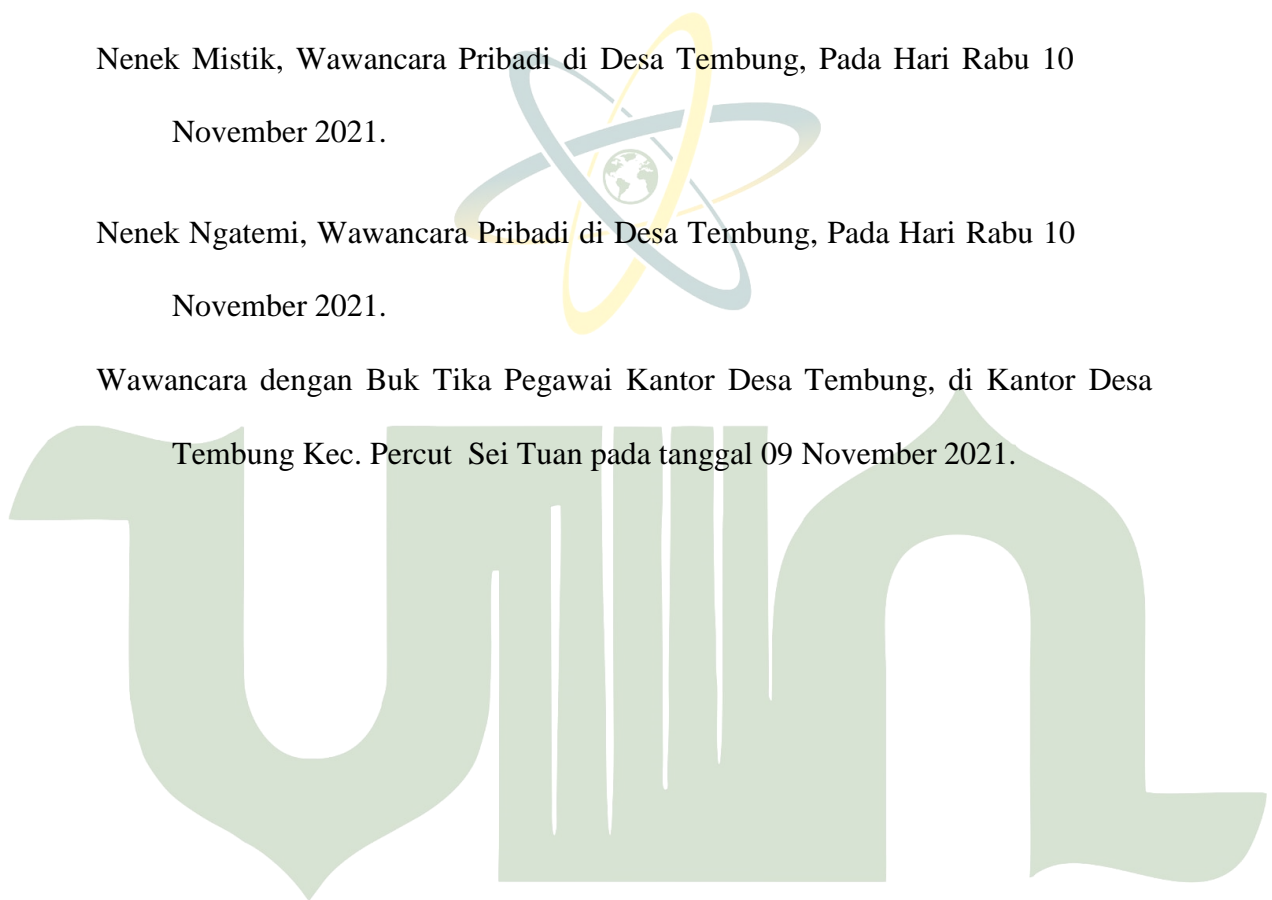 Nenek Mistik, Wawancara Pribadi di Desa Tembung, Pada Hari Rabu 10
November 2021.
Nenek Ngatemi, Wawancara Pribadi di Desa Tembung, Pada Hari Rabu 10
November 2021.
Wawancara dengan Buk Tika Pegawai Kantor Desa Tembung, di Kantor Desa
Tembung Kec. Percut Sei Tuan pada tanggal 09 November 2021.